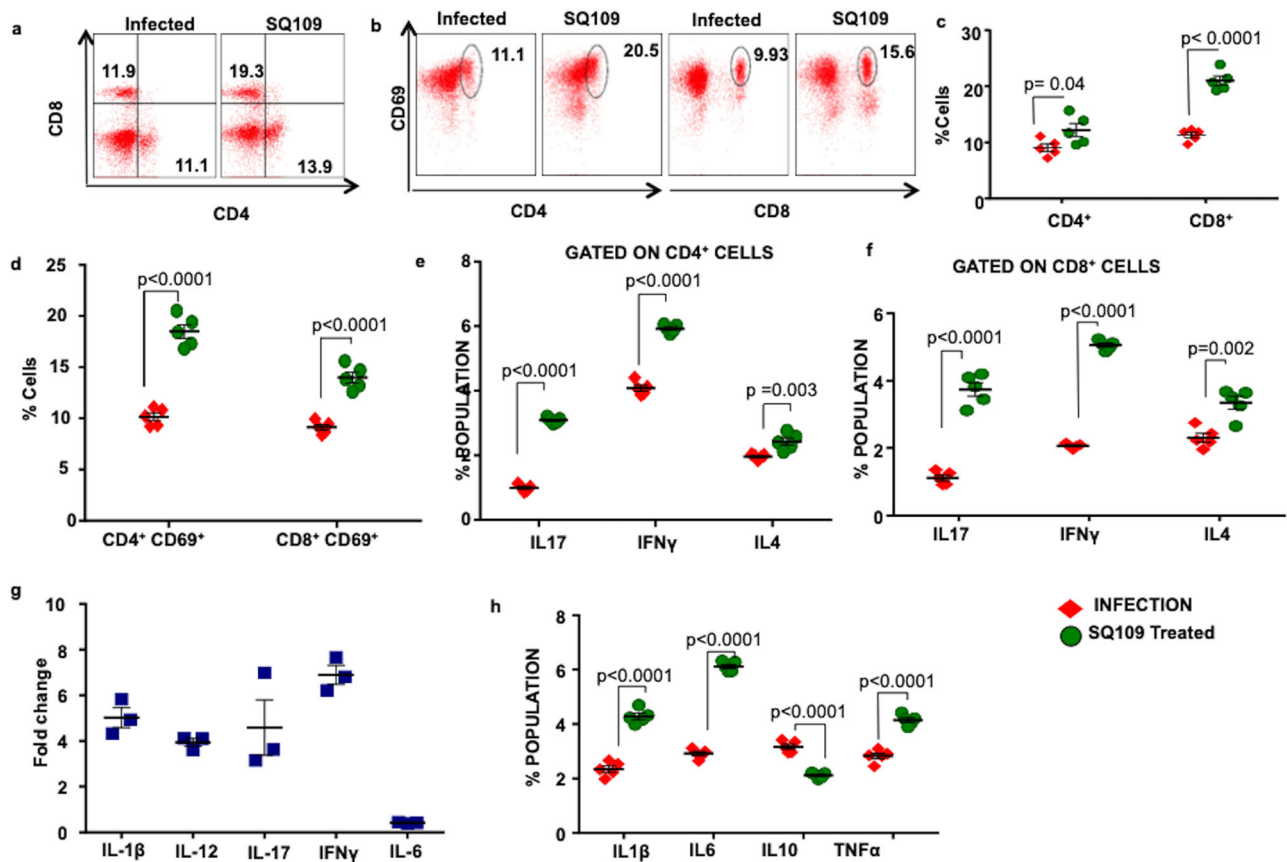 a
Infected
SQ109
11.9
19.3
11.1
13.9
CD8
CD4
b
Infected
SQ109
Infected
SQ109
11.1
20.5
9.93
15.6
CD69
CD4
CD8
c
30
20
10
10
%Cells
p= 0.04
p< 0.0001
CD4+
CD8+
d
25
20
15
10
5
0
% Cells
p<0.0001
p<0.0001
CD4+ CD69+
CD8+ CD69+
e
GATED ON CD4+ CELLS
8
6
4
2
0
% POPULATION
p<0.0001
p<0.0001
p =0.003
IL17
IFNγ
IL4
f
GATED ON CD8+ CELLS
6
4
2
0
% POPULATION
p<0.0001
p<0.0001
p=0.002
IL17
IFNγ
IL4
g
10
8
6
4
2
0
Fold change
IL-1β
IL-12
IL-17
IFNγ
IL-6
h
8
6
4
2
0
% POPULATION
p<0.0001
p<0.0001
p<0.0001
p<0.0001
IL1β
IL6
IL10
TNFα
INFECTION
SQ109 Treated